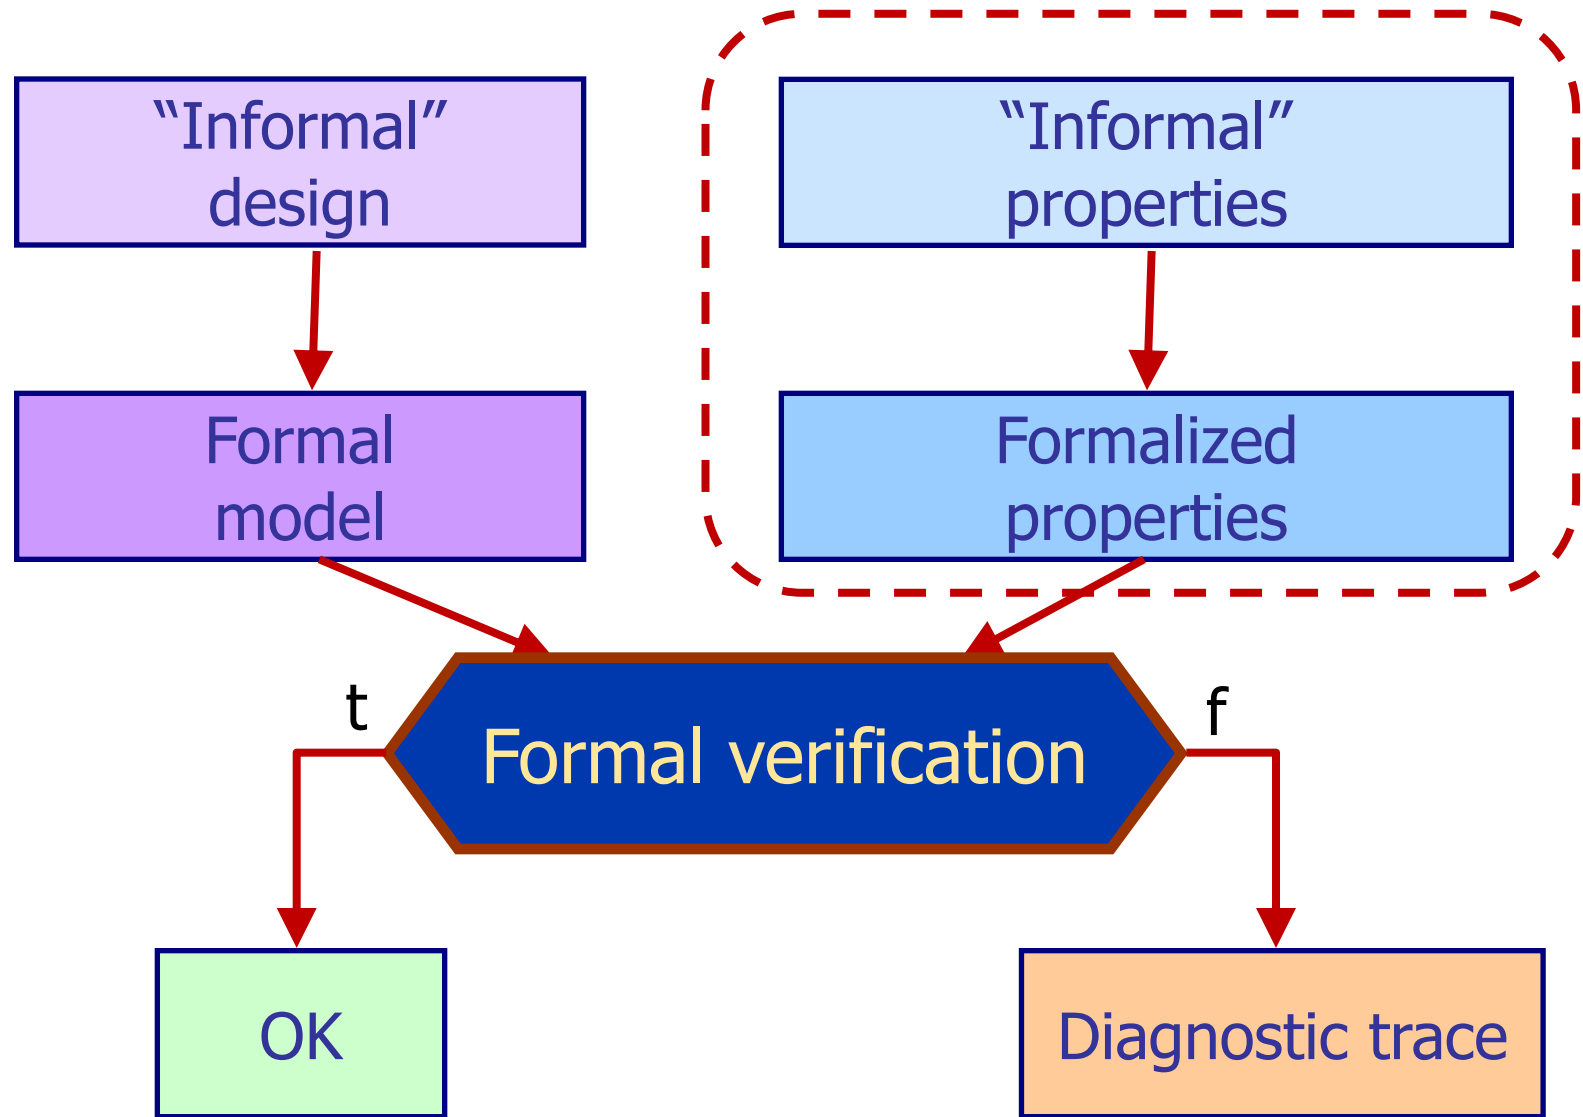 “Informal”
design
“Informal”
properties
Formal
model
Formalized
properties
t
f
Formal verification
OK
Diagnostic trace